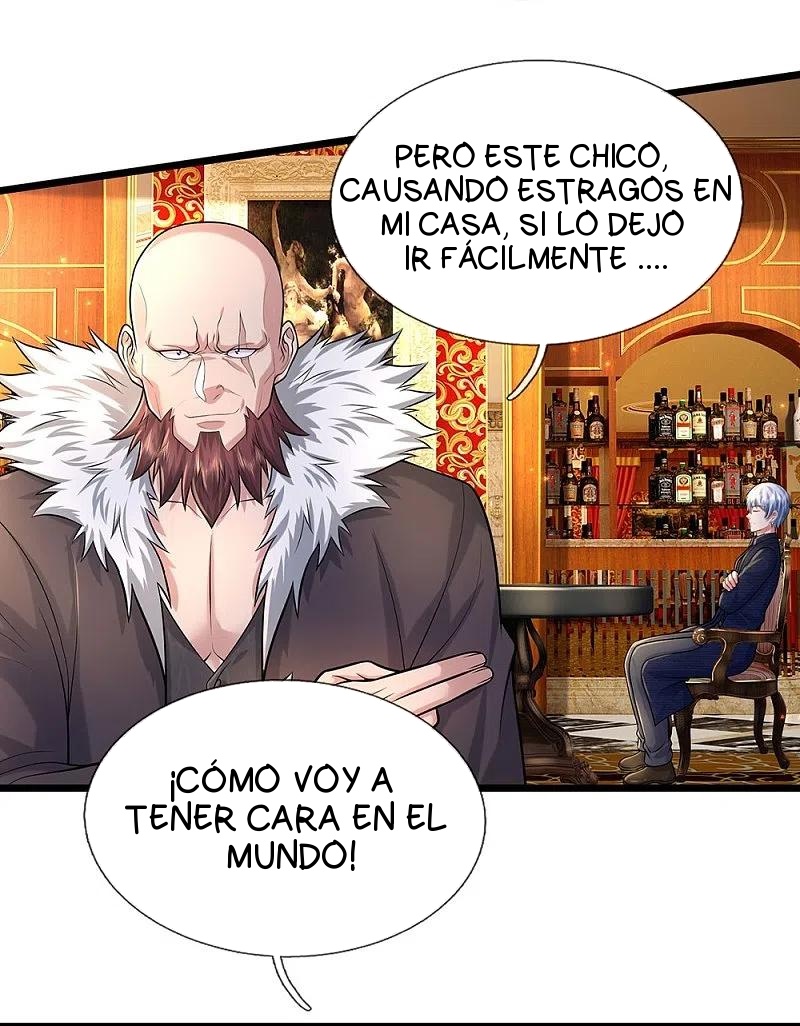 PERO ESTE CHICO,
CAUSANDO ESTRAGOS EN
MI CASA, SI LO DEJO
IR FÁCILMENTE ....
¡CÓMO VOY A
TENER CARA EN EL
MUNDO!